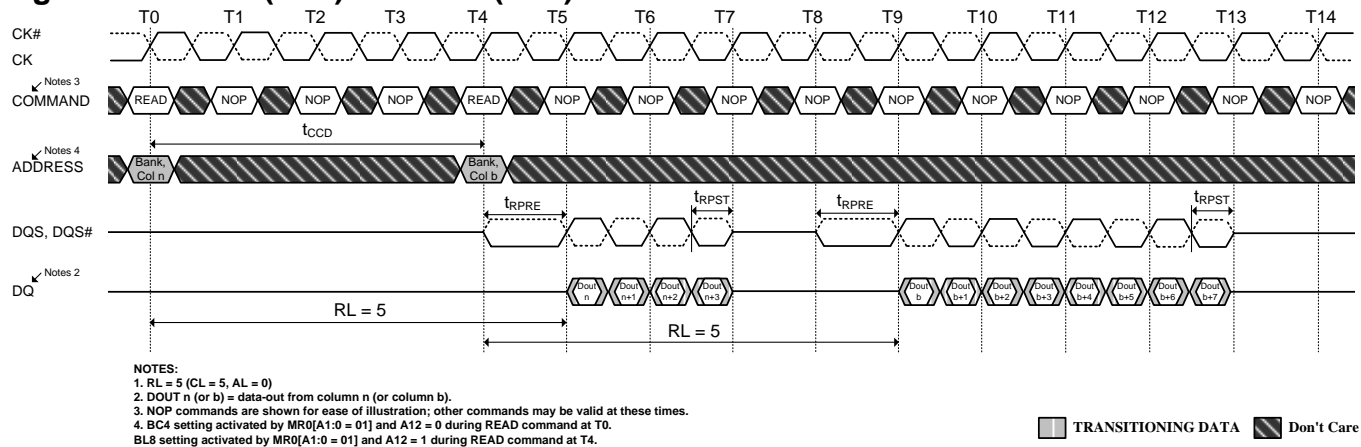 T0 T1 T2 T3 T4 T5 T6 T7 T8 T9 T10 T11 T12 T13 T14
CK#
CK
Notes 3
COMMAND READ NOP NOP NOP READ NOP NOP NOP NOP NOP NOP NOP NOP NOP NOP
tCCD
Notes 4
ADDRESS Bank, Col n Bank, Col b
tRPRE tRPST tRPRE tRPST
DQS, DQS#
Notes 2
DQ Dout n Dout n+1 Dout n+2 Dout n+3 Dout b Dout b+1 Dout b+2 Dout b+3 Dout b+4 Dout b+5 Dout b+6 Dout b+7
RL = 5
RL = 5
NOTES:
1. RL = 5 (CL = 5, AL = 0)
2. DOUT n (or b) = data-out from column n (or column b).
3. NOP commands are shown for ease of illustration; other commands may be valid at these times.
4. BC4 setting activated by MR0[A1:0 = 01] and A12 = 0 during READ command at T0.
BL8 setting activated by MR0[A1:0 = 01] and A12 = 1 during READ command at T4.
TRANSITIONING DATA Don't Care